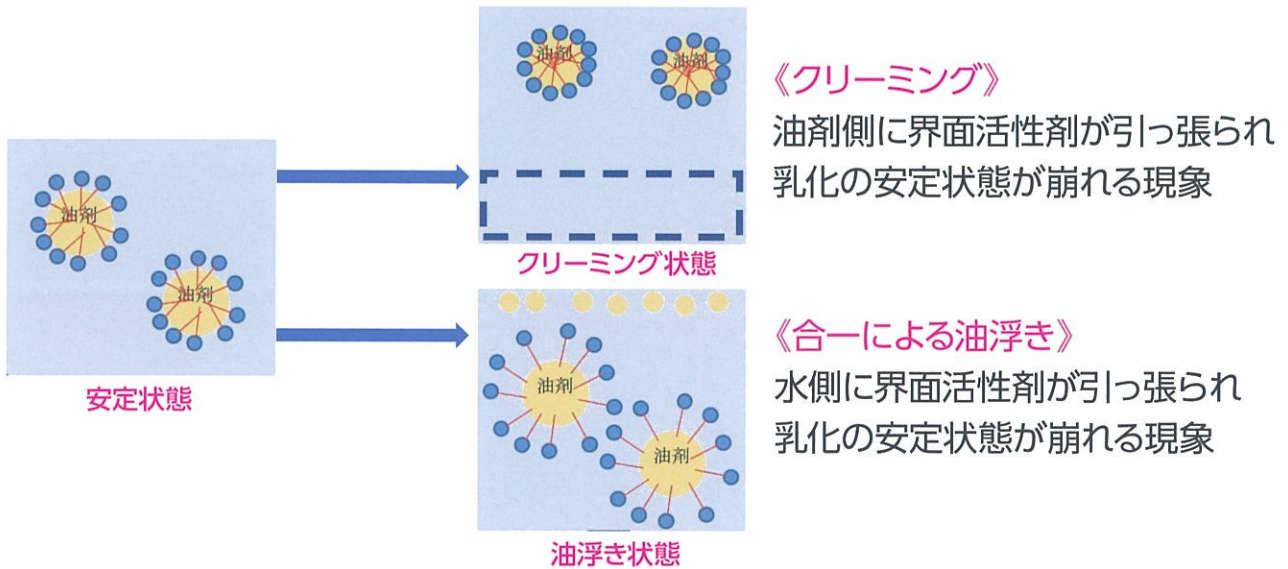 油剤
油剤
安定状態
油剤
油剤
クリーミング状態
《クリーミング》
油剤側に界面活性剤が引っ張られ
乳化の安定状態が崩れる現象
油剤
油剤
油浮き状態
《合一による油浮き》
水側に界面活性剤が引っ張られ
乳化の安定状態が崩れる現象